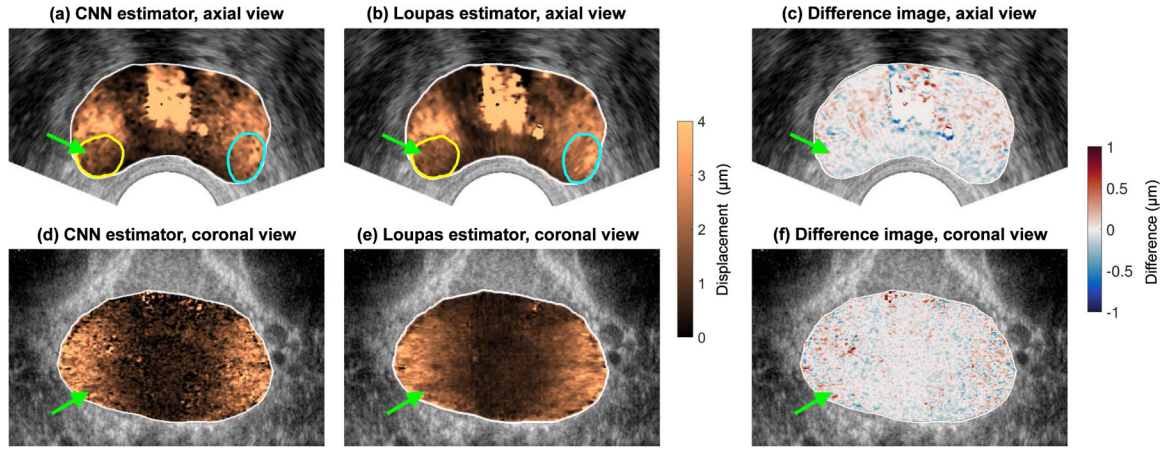 (a) CNN estimator, axial view
(b) Loupas estimator, axial view
(c) Difference image, axial view
4
3
2
1
0
Displacement (μm)
1
0.5
0
-0.5
-1
Difference (μm)
(d) CNN estimator, coronal view
(e) Loupas estimator, coronal view
(f) Difference image, coronal view